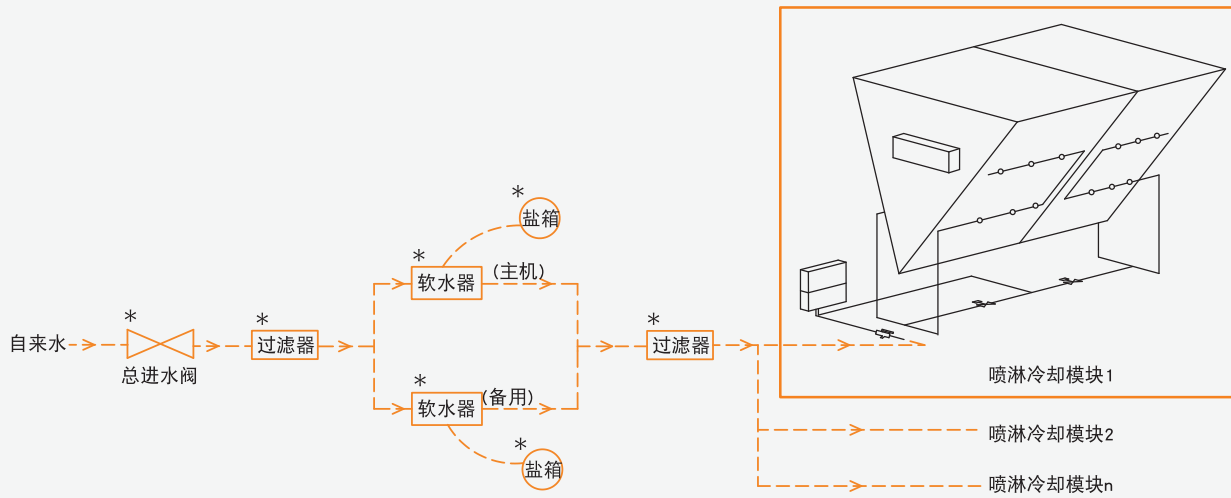 *
盐箱
*
软水器
(主机)
自来水
*
总进水阀
*
过滤器
*
过滤器
*
软水器
(备用)
*
盐箱
喷淋冷却模块1
喷淋冷却模块2
喷淋冷却模块n